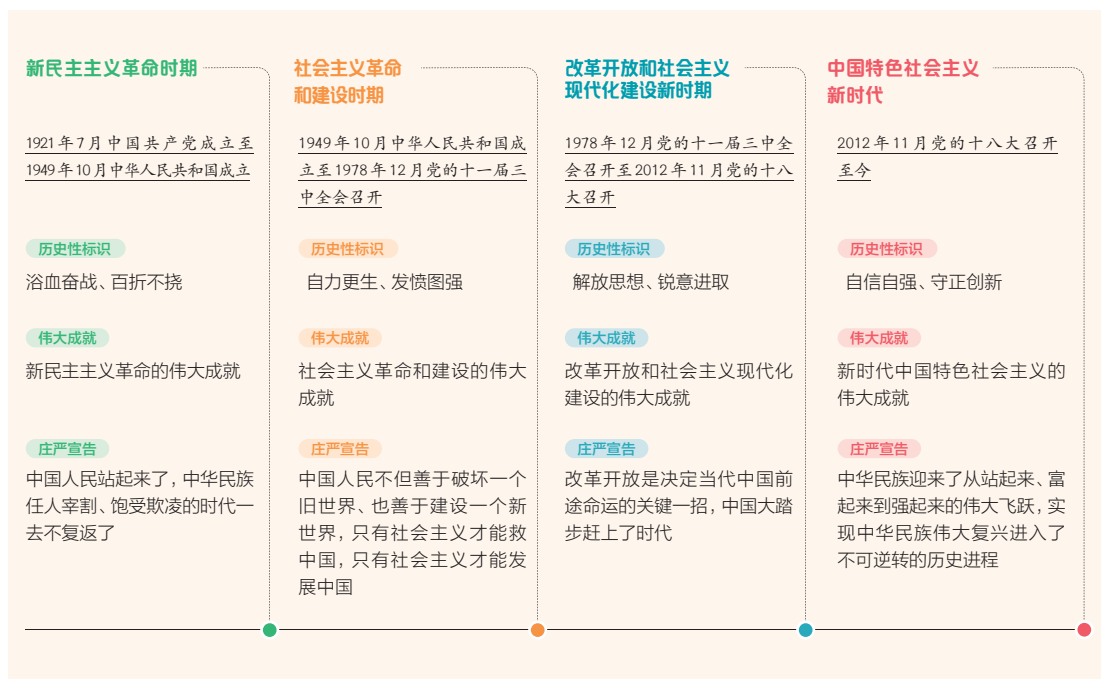 新民主主义革命时期
1921年7月中国共产党成立至
1949年10月中华人民共和国成立
历史性标识
浴血奋战、百折不挠
伟大成就
新民主主义革命的伟大成就
庄严宣告
中国人民站起来了，中华民族
任人宰割、饱受欺凌的时代一
去不复返了
社会主义革命
和建设时期
1949年10月中华人民共和国成
立至1978年12月党的十一届三
中全会召开
历史性标识
自力更生、发愤图强
伟大成就
社会主义革命和建设的伟大
成就
庄严宣告
中国人民不但善于破坏一个
旧世界、也善于建设一个新
世界，只有社会主义才能救
中国，只有社会主义才能发
展中国
改革开放和社会主义
现代化建设新时期
1978年12月党的十一届三中全
会召开至2012年11月党的十八
大召开
历史性标识
解放思想、锐意进取
伟大成就
改革开放和社会主义现代化
建设的伟大成就
庄严宣告
改革开放是决定当代中国前
途命运的关键一招，中国大踏
步赶上了时代
中国特色社会主义
新时代
2012年11月党的十八大召开
至今
历史性标识
自信自强、守正创新
伟大成就
新时代中国特色社会主义的
伟大成就
庄严宣告
中华民族迎来了从站起来、富
起来到强起来的伟大飞跃，实
现中华民族伟大复兴进入了
不可逆转的历史进程